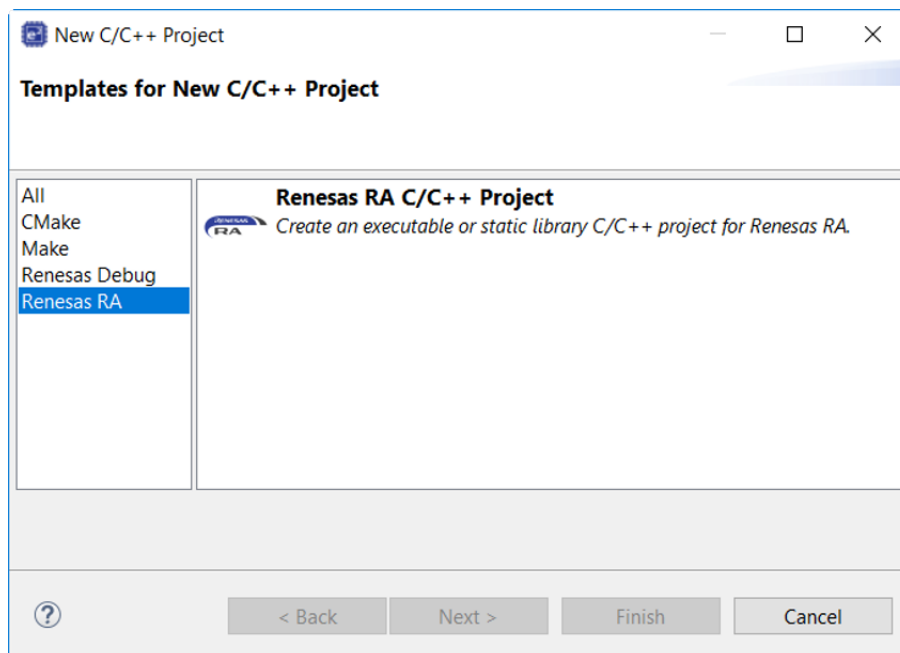 New C/C++ Project
Templates for New C/C++ Project
All
CMake
Make
Renesas Debug
Renesas RA
Renesas RA C/C++ Project
RENESAS
RA
Create an executable or static library C/C++ project for Renesas RA.
< Back
Next >
Finish
Cancel